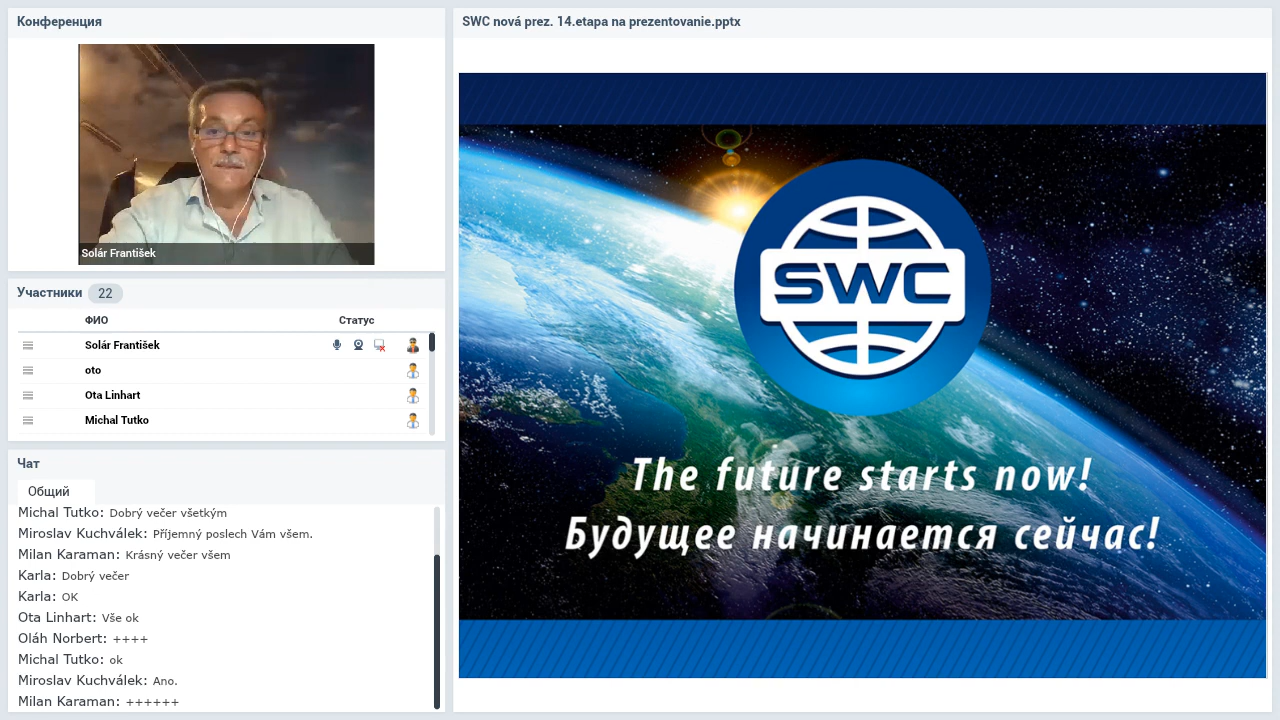 Конференция
Solár František
Участники 22
ФИО Статус
Solár František
oto
Ota Linhart
Michal Tutko
Чат
Общий
Michal Tutko: Dobrý večer všetkým
Miroslav Kuchválek: Příjemný poslech Vám všem.
Milan Karaman: Krásný večer všem
Karla: Dobrý večer
Karla: OK
Ota Linhart: Vše ok
Oláh Norbert: ++++
Michal Tutko: ok
Miroslav Kuchválek: Ano.
Milan Karaman: ++++++
SWC nová prez. 14.etapa na prezentovanie.pptx
SWC
The future starts now!
Будущее начинается сейчас!